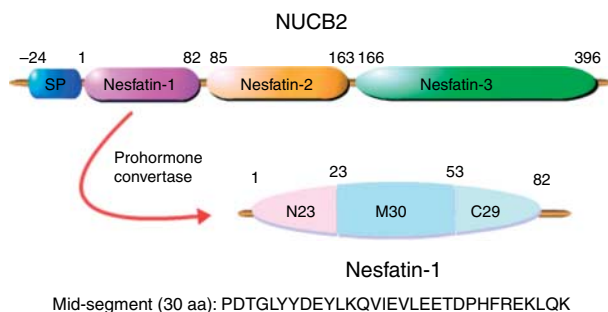 NUCB2
–24 1 82 85 163 166 396
SP Nesfatin-1 Nesfatin-2 Nesfatin-3
Prohormone
convertase
1 23 53 82
N23 M30 C29
Nesfatin-1
Mid-segment (30 aa): PDTGLYYDEYLKQVIEVLEETDPHFREKLQK